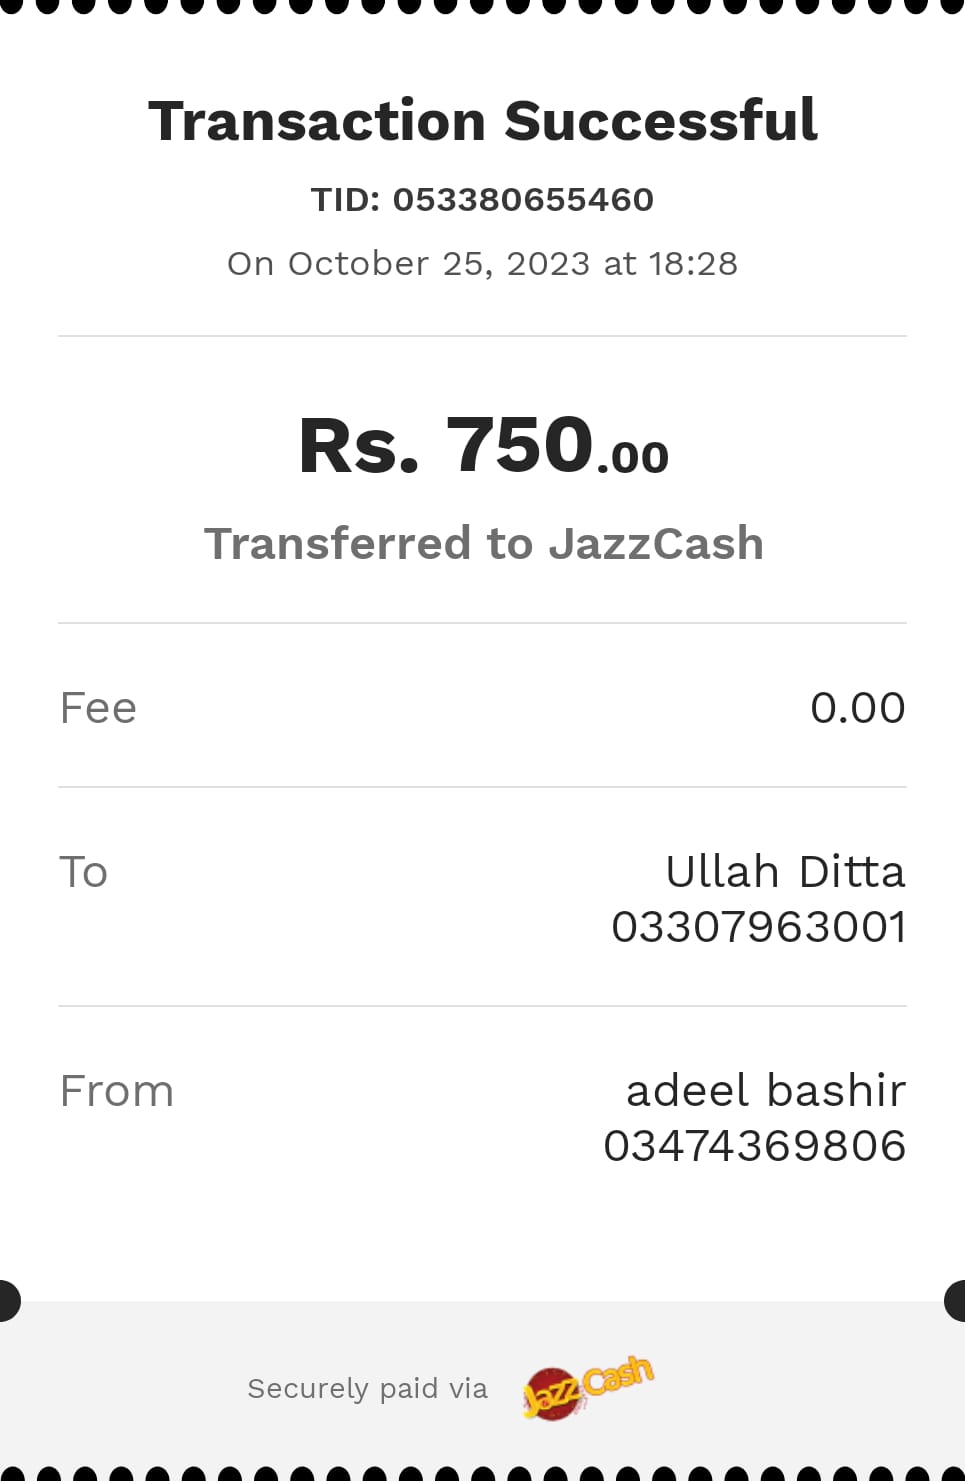 Transaction Successful
TID: 053380655460
On October 25, 2023 at 18:28
Rs. 750.00
Transferred to JazzCash
Fee 0.00
To Ullah Ditta
03307963001
From adeel bashir
03474369806
Securely paid via JazzCash